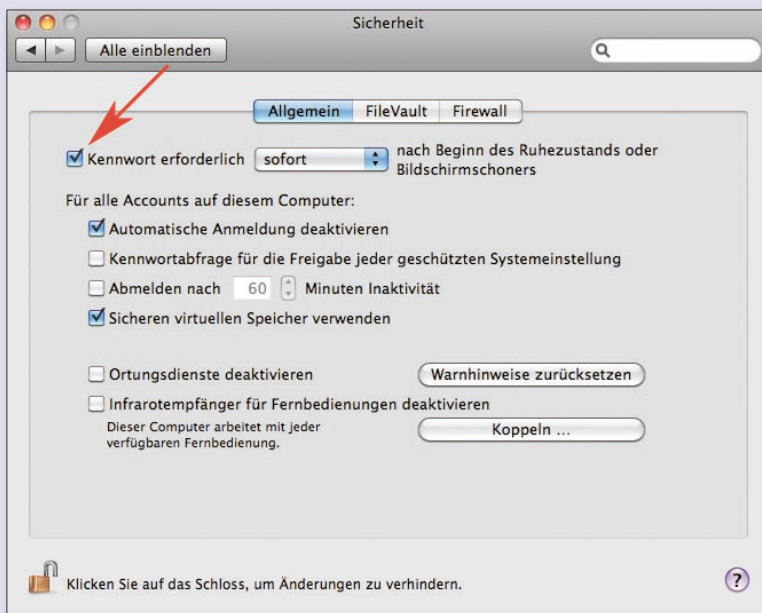 Sicherheit
Alle einblenden
Allgemein FileVault Firewall
Kennwort erforderlich sofort nach Beginn des Ruhezustands oder
Bildschirmschoners
Für alle Accounts auf diesem Computer:
Automatische Anmeldung deaktivieren
Kennwortabfrage für die Freigabe jeder geschützten Systemeinstellung
Abmelden nach 60 Minuten Inaktivität
Sicheren virtuellen Speicher verwenden
Ortungsdienste deaktivieren Warnhinweise zurücksetzen
Infrarotempfänger für Fernbedienungen deaktivieren
Dieser Computer arbeitet mit jeder
verfügbaren Fernbedienung.
Koppeln ...
Klicken Sie auf das Schloss, um Änderungen zu verhindern.
?